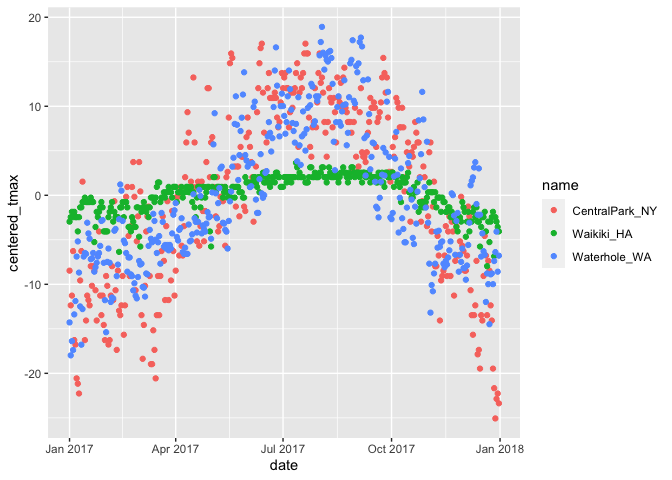 20
10
0
-10
-20
centered_tmax
Jan 2017
Apr 2017
Jul 2017
Oct 2017
Jan 2018
date
name
CentralPark_NY
Waikiki_HA
Waterhole_WA